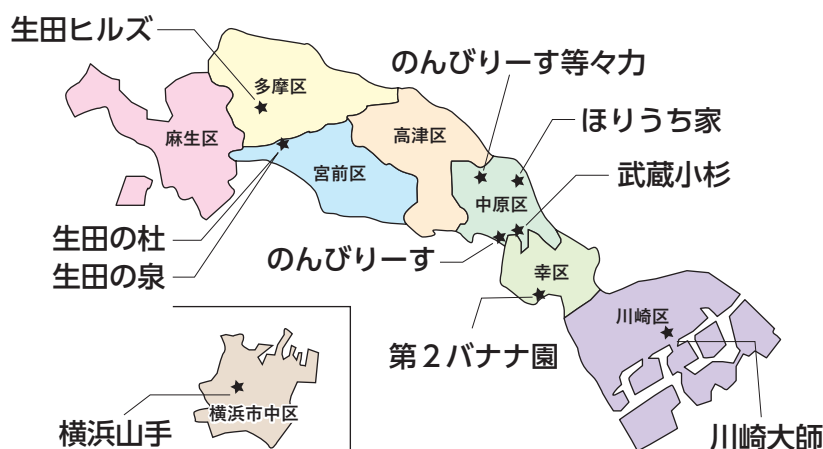 生田ヒルズ
のんびりーす等々力
多摩区
ほりうち家
高津区
麻生区
武蔵小杉
宮前区
中原区
生田の杜
のんびりーす
生田の泉
幸区
川崎区
第2バナナ園
横浜市中区
横浜山手
川崎大師